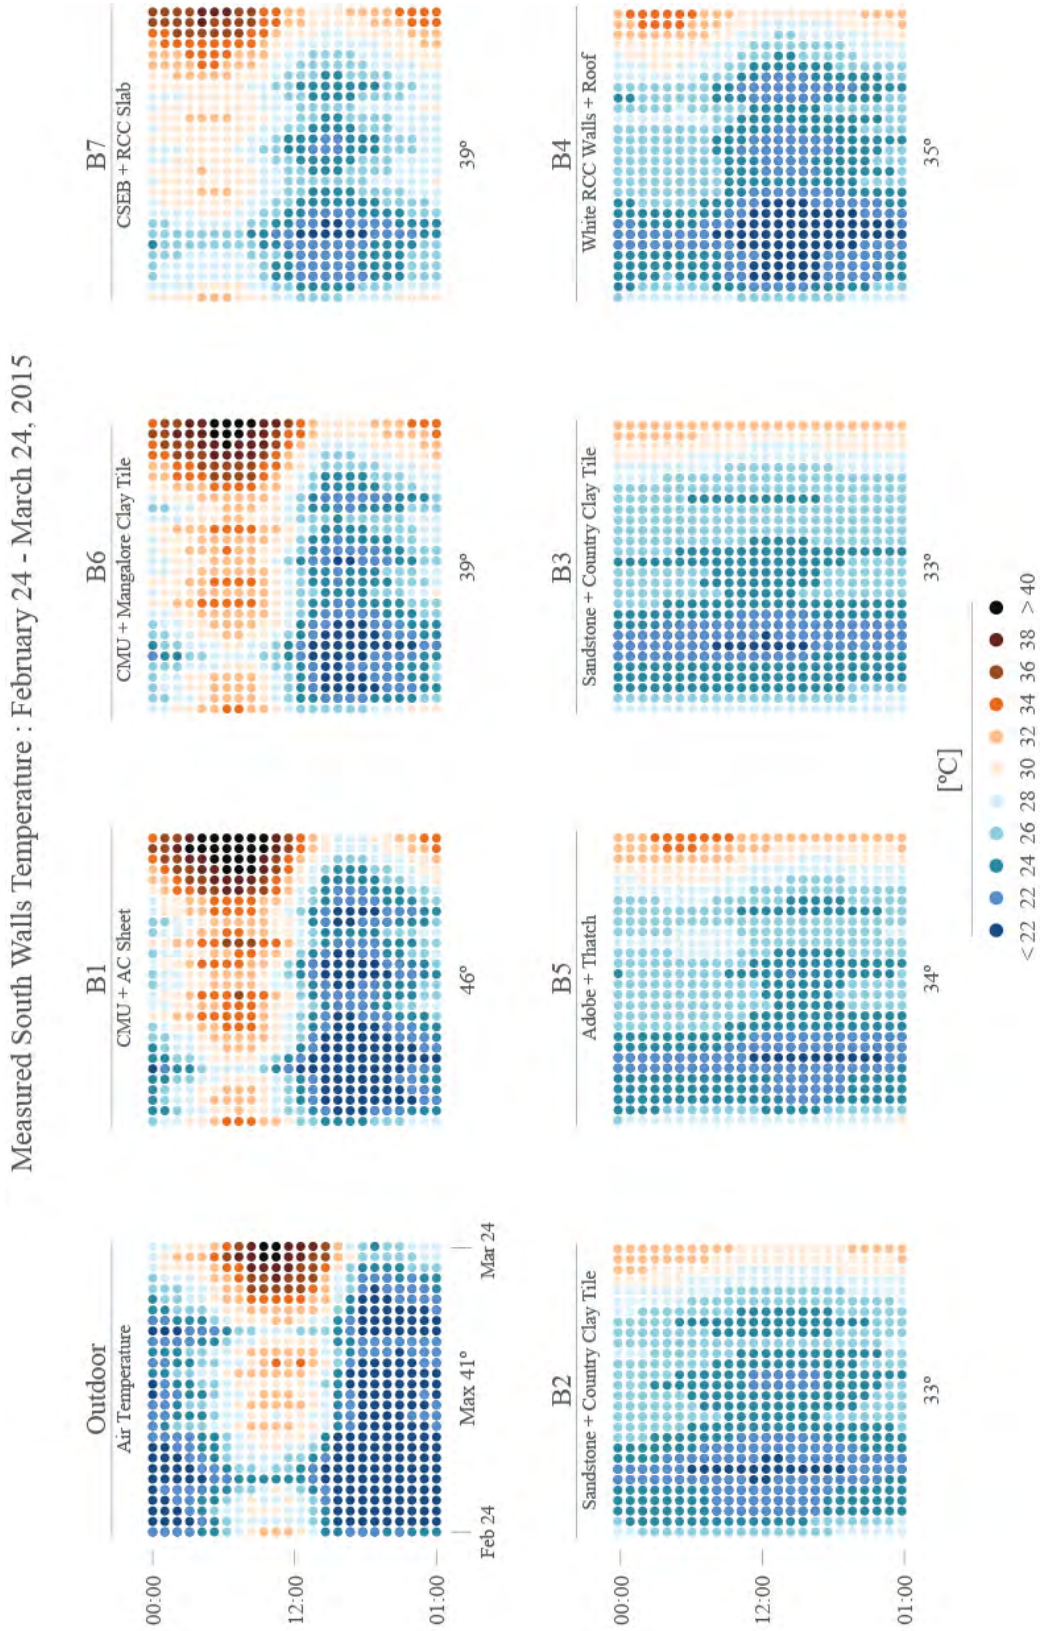 Measured South Walls Temperature : February 24 - March 24, 2015
Outdoor
Air Temperature
B1
CMU + AC Sheet
B6
CMU + Mangalore Clay Tile
B7
CSEB + RCC Slab
00:00
12:00
01:00
Feb 24
Max 41°
Mar 24
46°
39°
39°
B2
Sandstone + Country Clay Tile
B5
Adobe + Thatch
B3
Sandstone + Country Clay Tile
B4
White RCC Walls + Roof
00:00
12:00
01:00
33°
34°
33°
35°
[°C]
< 22 22 24 26 28 30 32 34 36 38 > 40